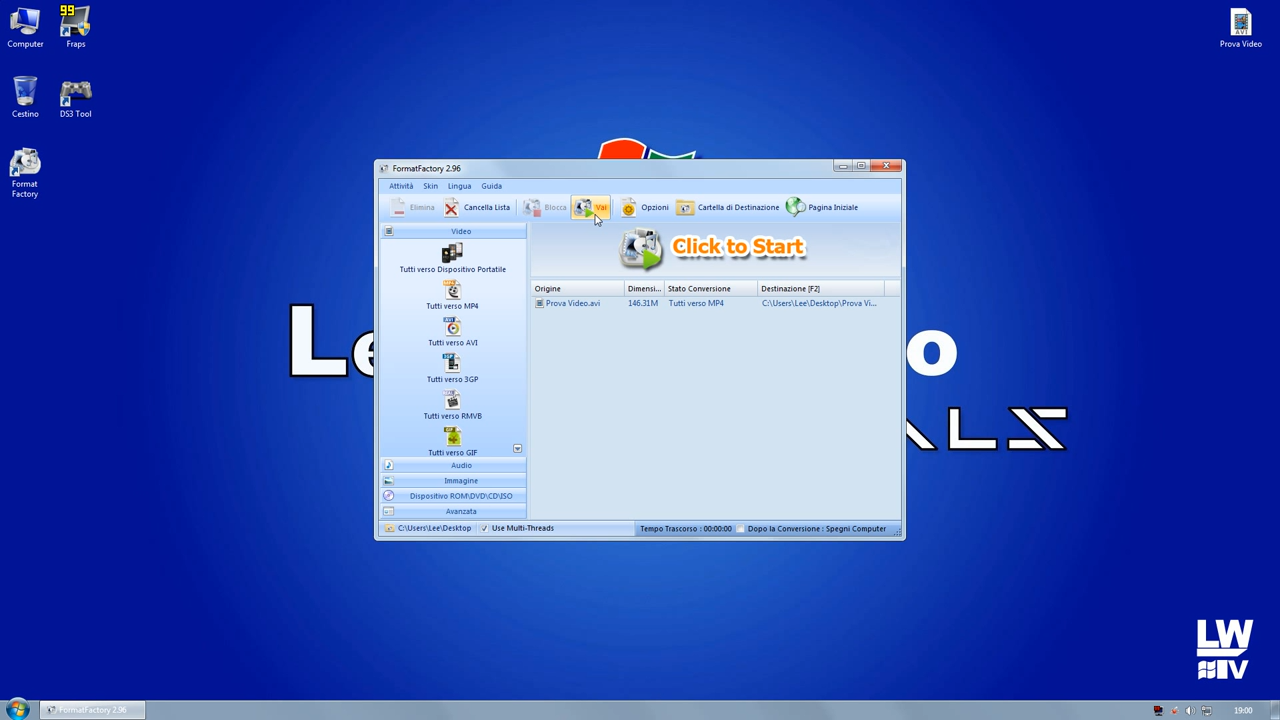 Computer
99
Fraps
Cestino
DS3 Tool
Format
Factory
AVI
Prova Video
FormatFactory 2.96
Attività Skin Lingua Guida
Elimina Cancella Lista Blocca Vai Opzioni Cartella di Destinazione Pagina Iniziale
Video
Click to Start
Tutti verso Dispositivo Portatile
Tutti verso MP4
Tutti verso AVI
Tutti verso 3GP
Tutti verso RMVB
Tutti verso GIF
Audio
Immagine
Dispositivo ROM\DVD\CD\ISO
Avanzata
Origine Dimensi... Stato Conversione Destinazione [F2]
Prova Video.avi 146.31M Tutti verso MP4 C:\Users\Lee\Desktop\Prova Vi...
C:\Users\Lee\Desktop Use Multi-Threads Tempo Trascorso : 00:00:00 Dopo la Conversione : Spegni Computer
LW
FormatFactory 2.96
19:00